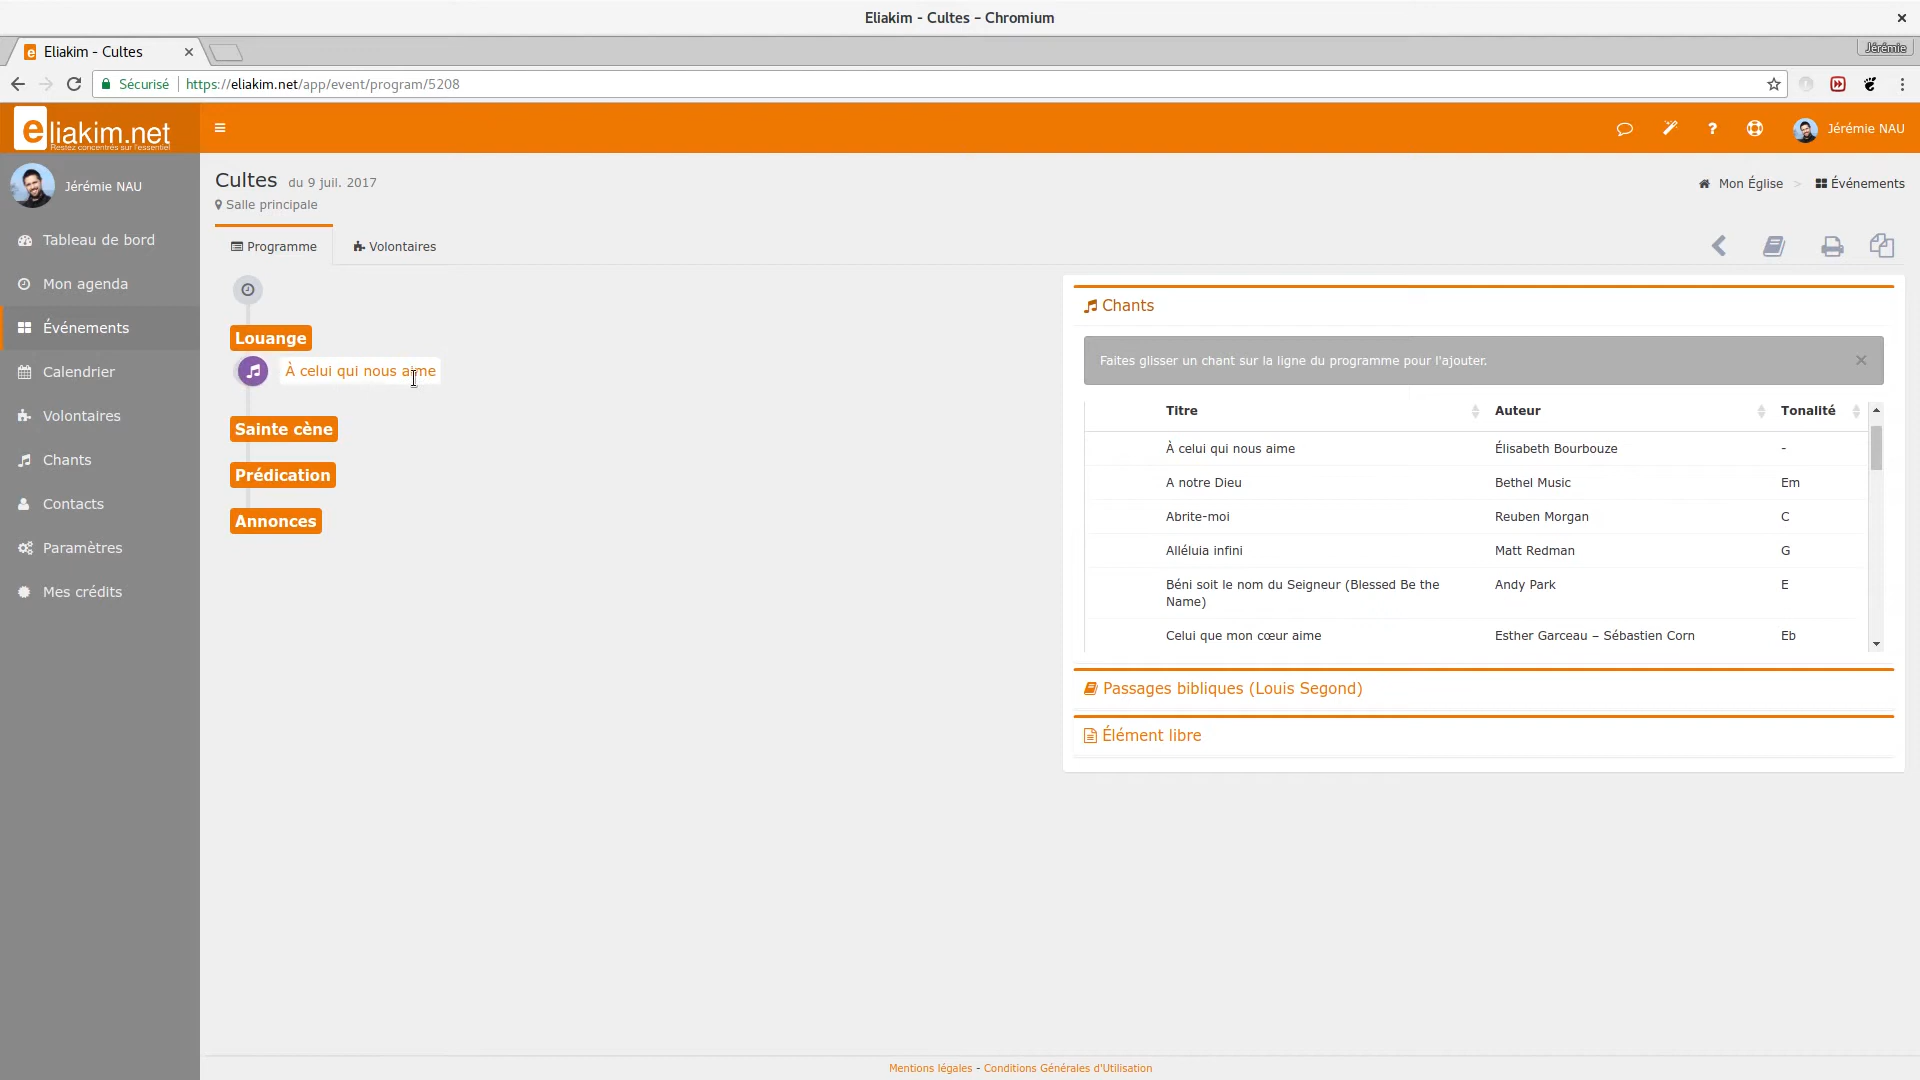 Eliakim - Cultes – Chromium
Eliakim - Cultes
Jérémie
Sécurisé https://eliakim.net/app/event/program/5208
eliakim.net
Restez concentrés sur l'essentiel
Jérémie NAU
Jérémie NAU
Tableau de bord
Mon agenda
Événements
Calendrier
Volontaires
Chants
Contacts
Paramètres
Mes crédits
Cultes du 9 juil. 2017
Salle principale
Mon Église > Événements
Programme Volontaires
Louange
À celui qui nous aime
Sainte cène
Prédication
Annonces
Chants
Faites glisser un chant sur la ligne du programme pour l'ajouter.
Titre Auteur Tonalité
À celui qui nous aime Élisabeth Bourbouze -
A notre Dieu Bethel Music Em
Abrite-moi Reuben Morgan C
Alléluia infini Matt Redman G
Béni soit le nom du Seigneur (Blessed Be the Andy Park E
Name)
Celui que mon cœur aime Esther Garceau – Sébastien Corn Eb
Passages bibliques (Louis Segond)
Élément libre
Mentions légales - Conditions Générales d'Utilisation